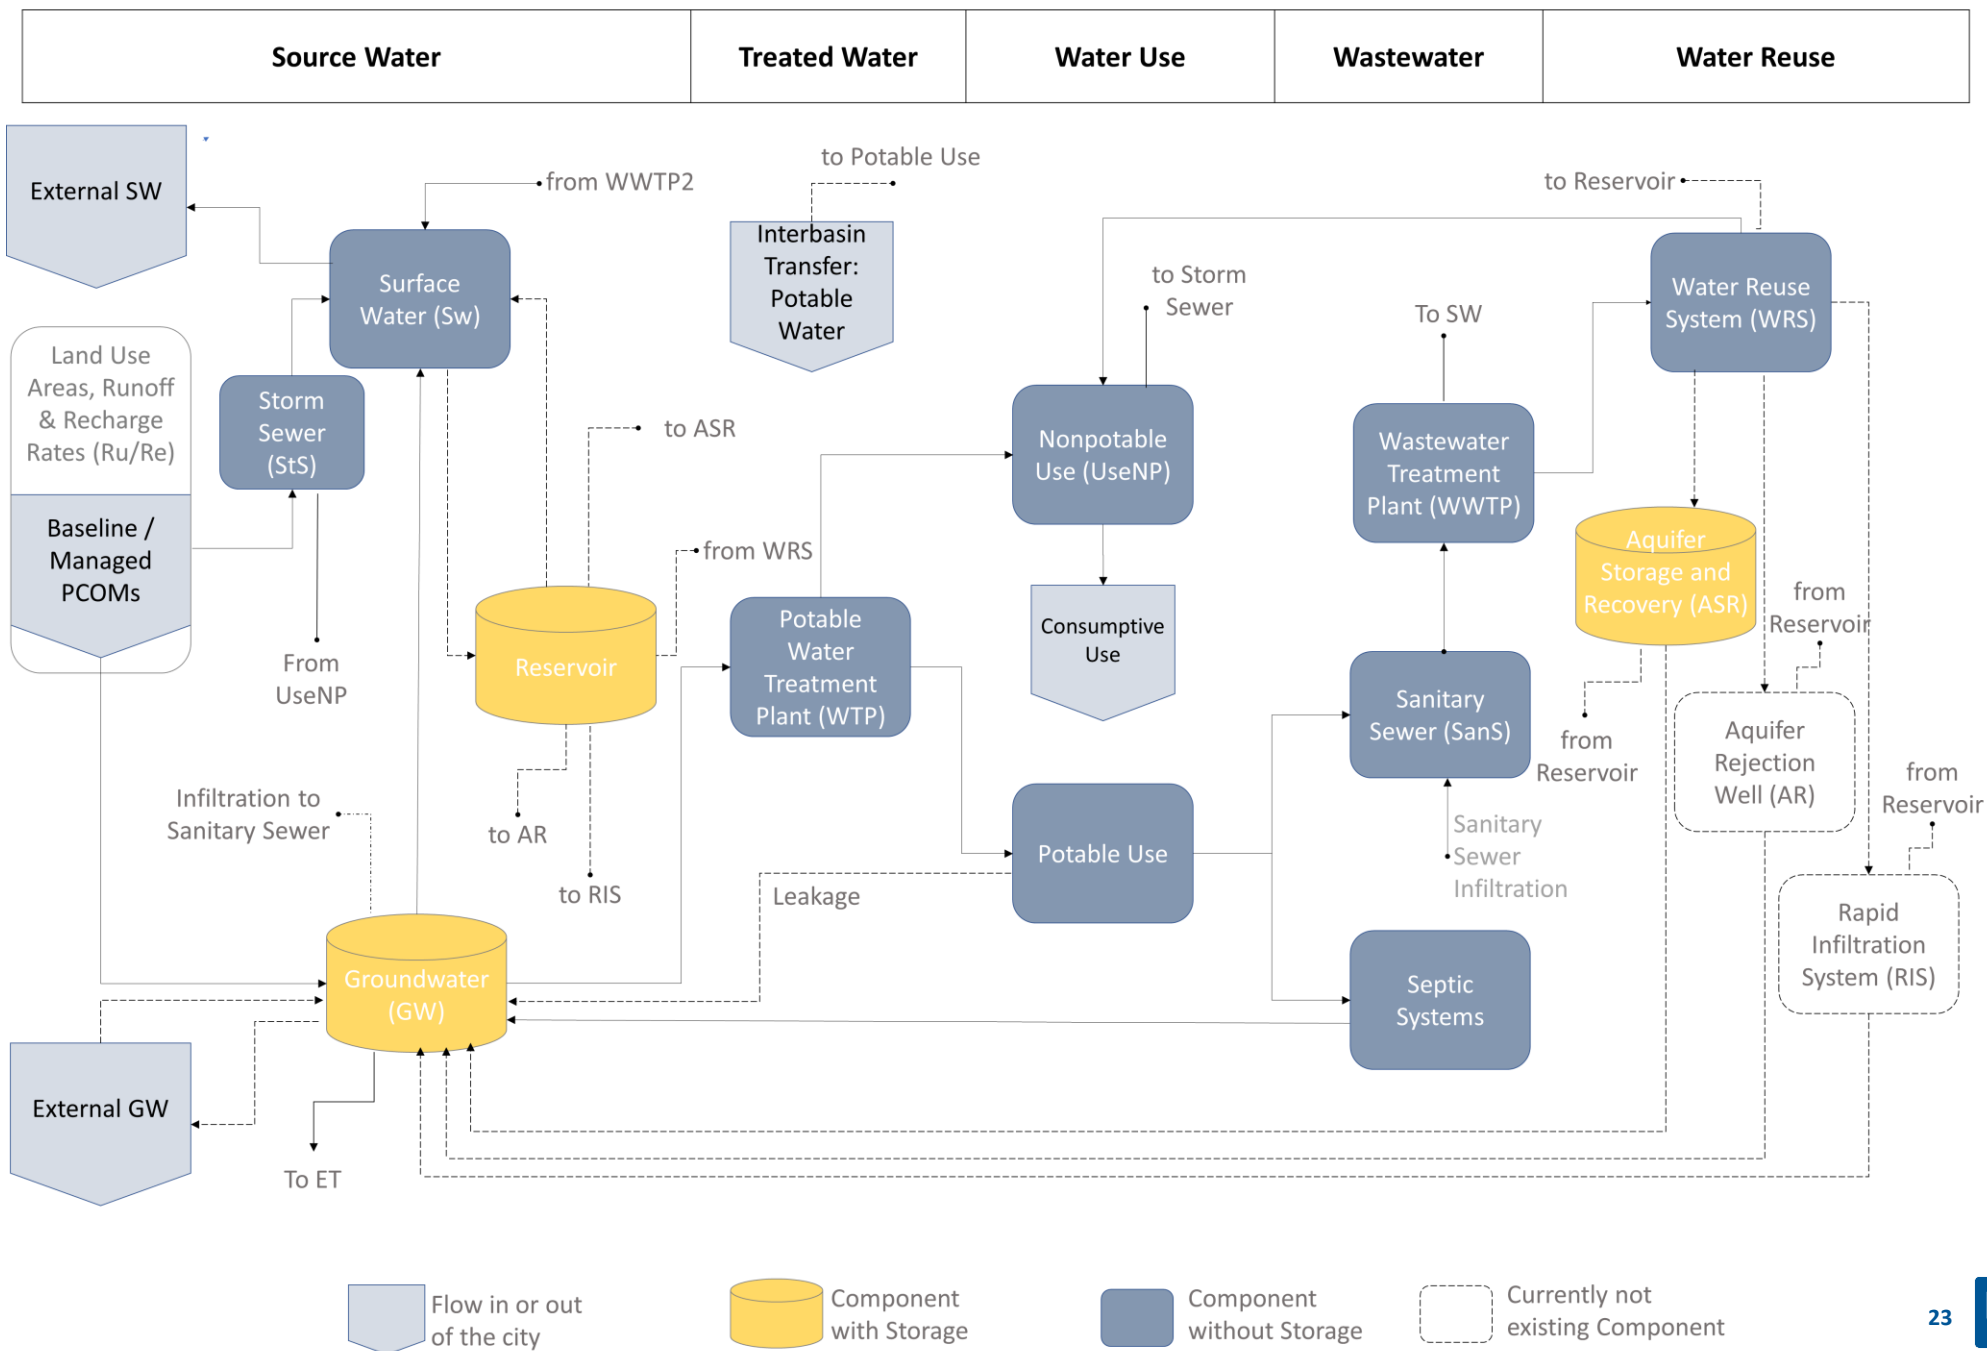 Source Water
Treated Water
Water Use
Wastewater
Water Reuse
External SW
from WWTP2
to Potable Use
to Reservoir
Surface
Water (Sw)
Interbasin
Transfer:
Potable
Water
to Storm
Sewer
To SW
Water Reuse
System (WRS)
Land Use
Areas, Runoff
& Recharge
Rates (Ru/Re)
Storm
Sewer
(StS)
to ASR
Nonpotable
Use (UseNP)
Wastewater
Treatment
Plant (WWTP)
Baseline /
Managed
PCOMs
from WRS
Aquifer
Storage and
Recovery (ASR)
from
Reservoir
From
UseNP
Reservoir
Potable
Water
Treatment
Plant (WTP)
Consumptive
Use
Sanitary
Sewer (SanS)
from
Reservoir
Aquifer
Rejection
Well (AR)
from
Reservoir
Infiltration to
Sanitary Sewer
to AR
to RIS
Leakage
Potable Use
Sanitary
Sewer
Infiltration
Rapid
Infiltration
System (RIS)
Groundwater
(GW)
Septic
Systems
External GW
To ET
Flow in or out
of the city
Component
with Storage
Component
without Storage
Currently not
existing Component
23